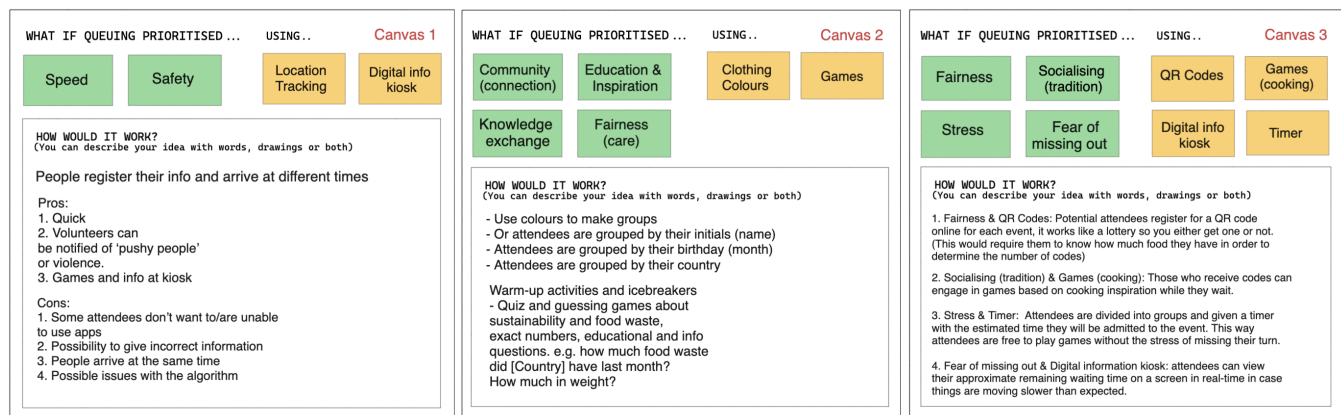 WHAT IF QUEUING PRIORITISED ... USING.. Canvas 1
Speed
Safety
Location
Tracking
Digital info
kiosk
HOW WOULD IT WORK?
(You can describe your idea with words, drawings or both)
People register their info and arrive at different times
Pros:
1. Quick
2. Volunteers can
be notified of ‘pushy people’
or violence.
3. Games and info at kiosk
Cons:
1. Some attendees don’t want to/are unable
to use apps
2. Possibility to give incorrect information
3. People arrive at the same time
4. Possible issues with the algorithm
WHAT IF QUEUING PRIORITISED ... USING.. Canvas 2
Community
(connection)
Education &
Inspiration
Clothing
Colours
Games
Knowledge
exchange
Fairness
(care)
HOW WOULD IT WORK?
(You can describe your idea with words, drawings or both)
- Use colours to make groups
- Or attendees are grouped by their initials (name)
- Attendees are grouped by their birthday (month)
- Attendees are grouped by their country
Warm-up activities and icebreakers
- Quiz and guessing games about
sustainability and food waste,
exact numbers, educational and info
questions. e.g. how much food waste
did [Country] have last month?
How much in weight?
WHAT IF QUEUING PRIORITISED ... USING.. Canvas 3
Fairness
Socialising
(tradition)
QR Codes
Games
(cooking)
Stress
Fear of
missing out
Digital info
kiosk
Timer
HOW WOULD IT WORK?
(You can describe your idea with words, drawings or both)
1. Fairness & QR Codes: Potential attendees register for a QR code
online for each event, it works like a lottery so you either get one or not.
(This would require them to know how much food they have in order to
determine the number of codes)
2. Socialising (tradition) & Games (cooking): Those who receive codes can
engage in games based on cooking inspiration while they wait.
3. Stress & Timer: Attendees are divided into groups and given a timer
with the estimated time they will be admitted to the event. This way
attendees are free to play games without the stress of missing their turn.
4. Fear of missing out & Digital information kiosk: attendees can view
their approximate remaining waiting time on a screen in real-time in case
things are moving slower than expected.